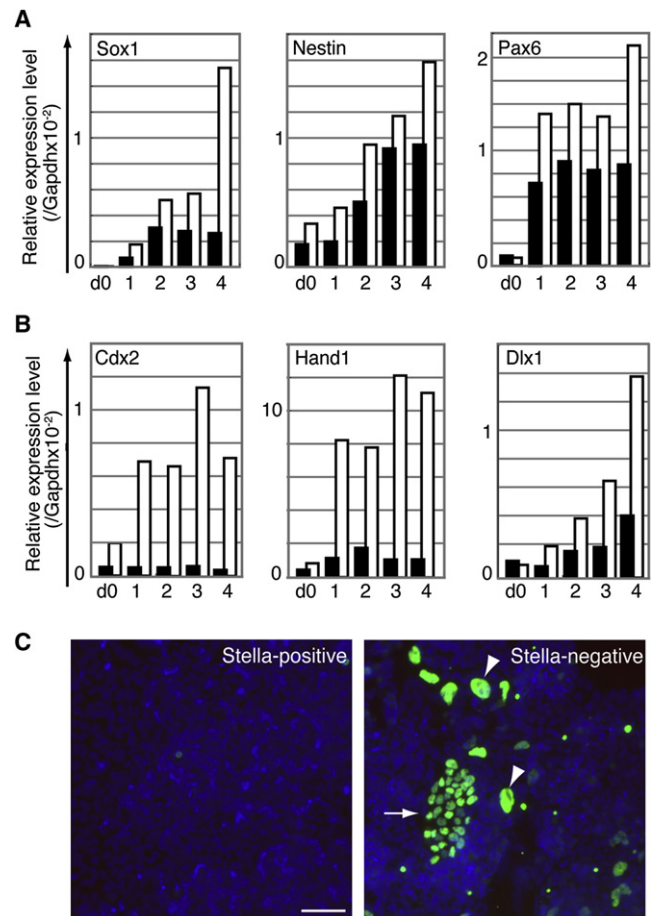 A
Relative expression level
(/Gapdhx10⁻²)
Sox1
1
0
d0 1 2 3 4
Nestin
1
0
d0 1 2 3 4
Pax6
2
1
0
d0 1 2 3 4
B
Relative expression level
(/Gapdhx10⁻²)
Cdx2
1
0
d0 1 2 3 4
Hand1
10
0
d0 1 2 3 4
Dlx1
1
0
d0 1 2 3 4
C
Stella-positive
Stella-negative